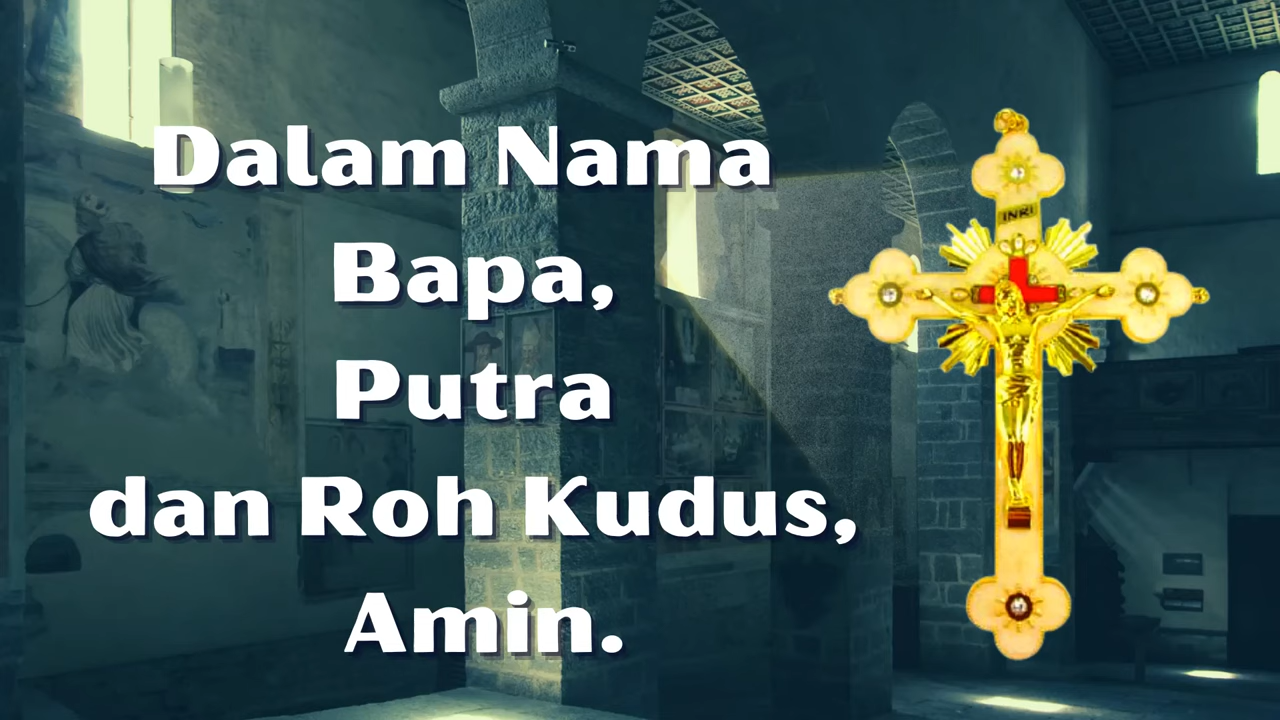 Dalam Nama
Bapa,
Putra
dan Roh Kudus,
Amin.
INRI